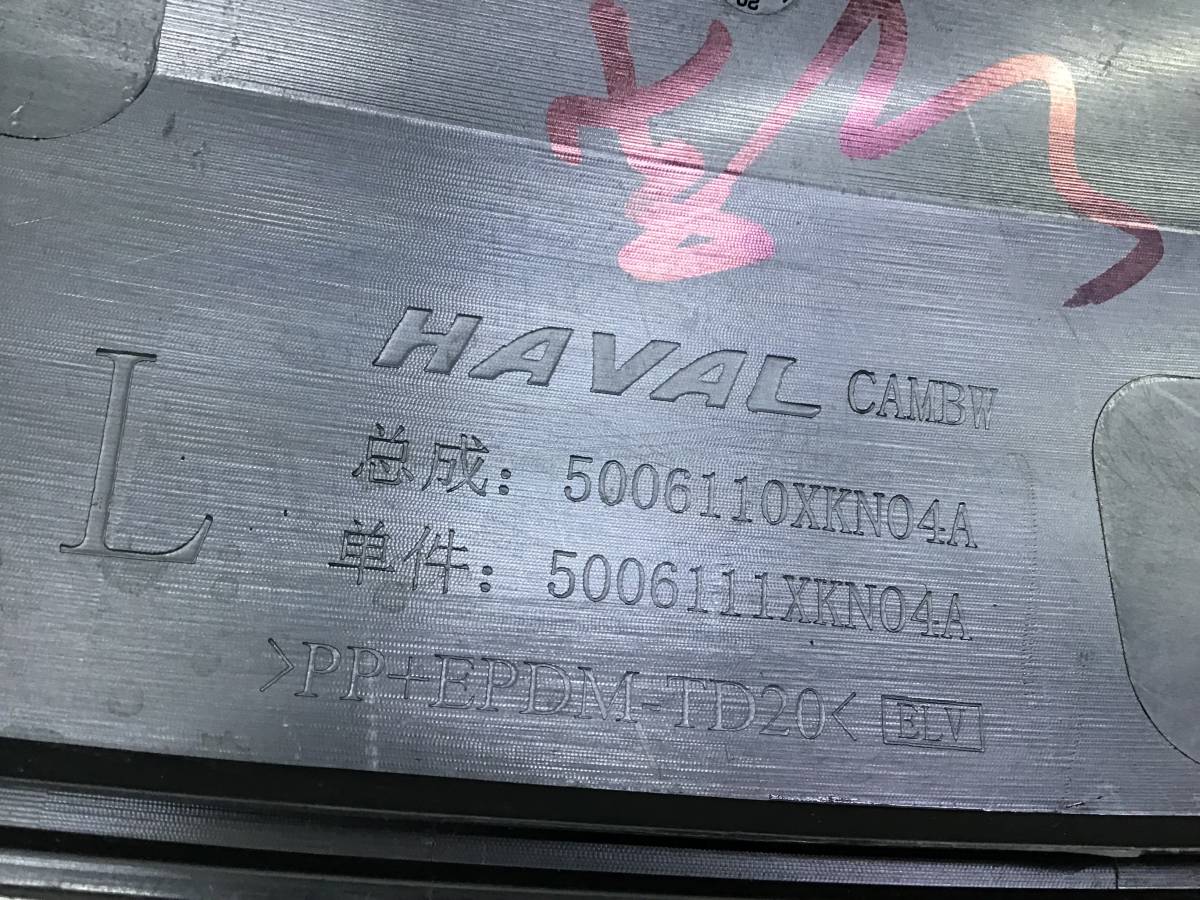 HAVAL CAMBW
L
总成: 5006110XKN04A
单件: 5006111XKN04A
>PP+EPDM-TD20< ELV